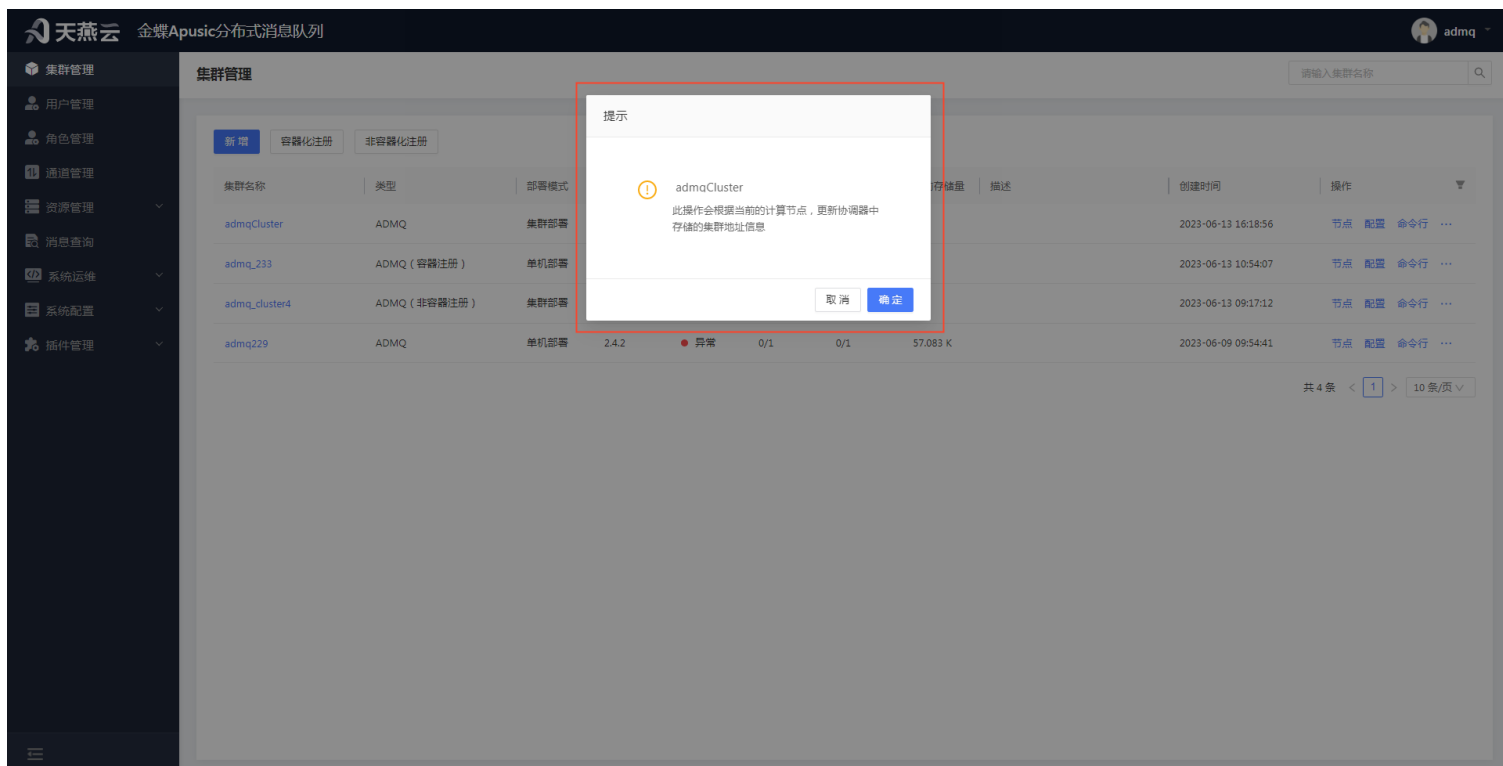 天燕云 金蝶Apusic分布式消息队列
admq
集群管理
用户管理
角色管理
通道管理
资源管理
消息查询
系统运维
系统配置
插件管理
集群管理
请输入集群名称
新 增 容器化注册 非容器化注册
集群名称 类型 部署模式 存储量 描述 创建时间 操作
admqCluster ADMQ 集群部署 2023-06-13 16:18:56 节点 配置 命令行 ···
admq_233 ADMQ（容器注册） 单机部署 2023-06-13 10:54:07 节点 配置 命令行 ···
admq_cluster4 ADMQ（非容器注册） 集群部署 2023-06-13 09:17:12 节点 配置 命令行 ···
admq229 ADMQ 单机部署 2.4.2 异常 0/1 0/1 57.083 K 2023-06-09 09:54:41 节点 配置 命令行 ···
共 4 条 < 1 > 10 条/页
提示
admqCluster
此操作会根据当前的计算节点，更新协调器中
存储的集群地址信息
取 消 确 定